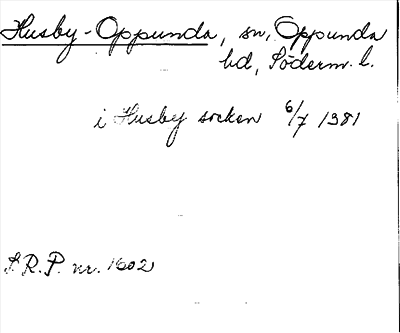 Husby-Oppunda, sn, Oppunda
hd, Söderm. l.
i Husby socken 6/7 1381
S.R.P. nr. 1602